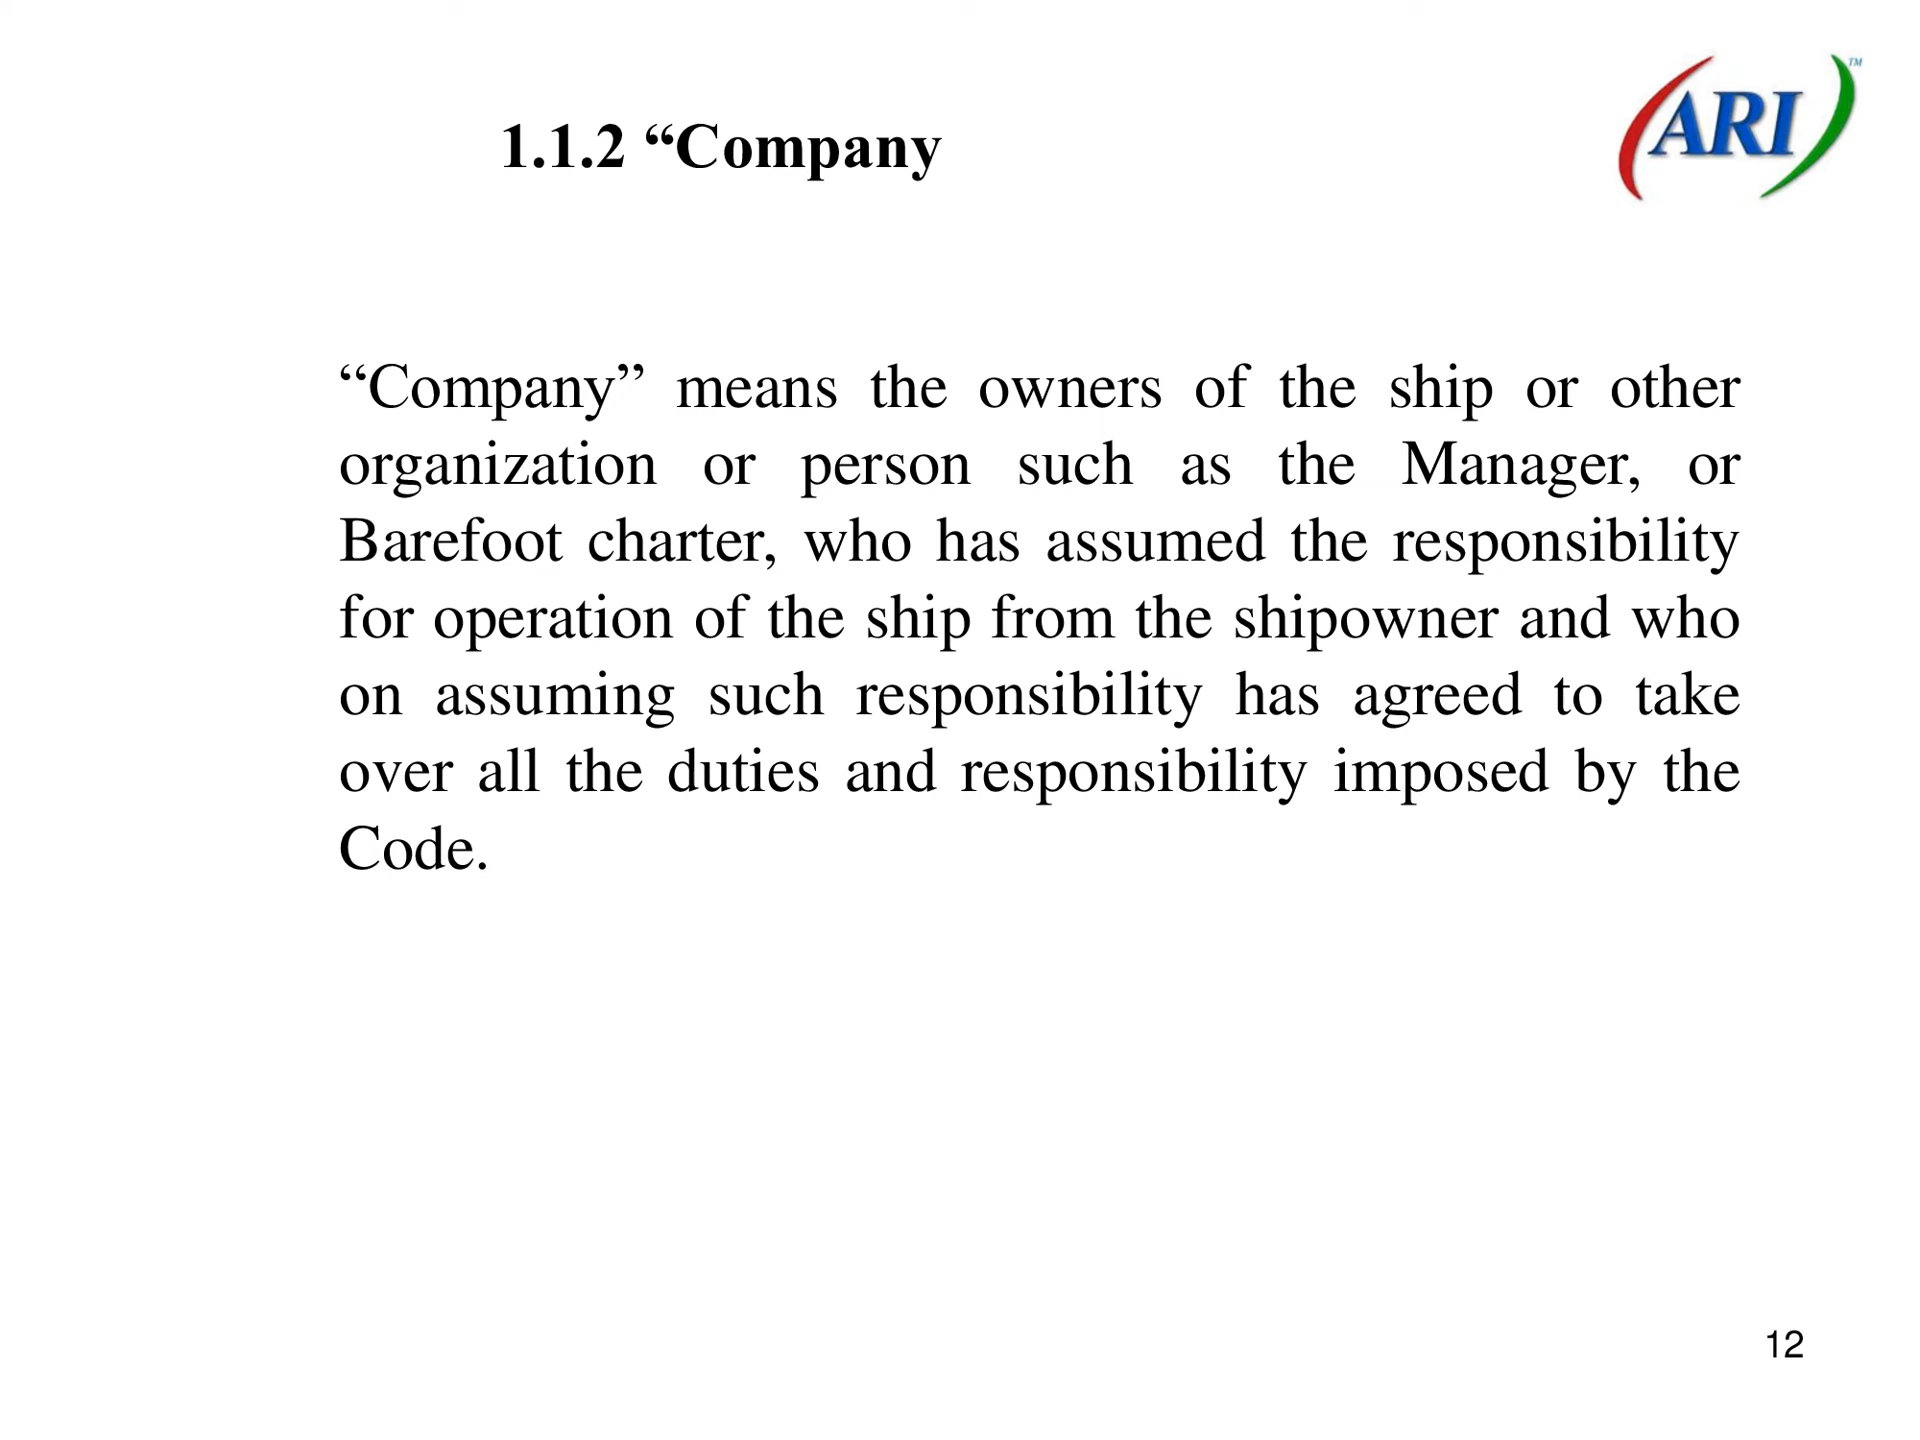 1.1.2 “Company
ARI
TM
“Company” means the owners of the ship or other
organization or person such as the Manager, or
Barefoot charter, who has assumed the responsibility
for operation of the ship from the shipowner and who
on assuming such responsibility has agreed to take
over all the duties and responsibility imposed by the
Code.
12